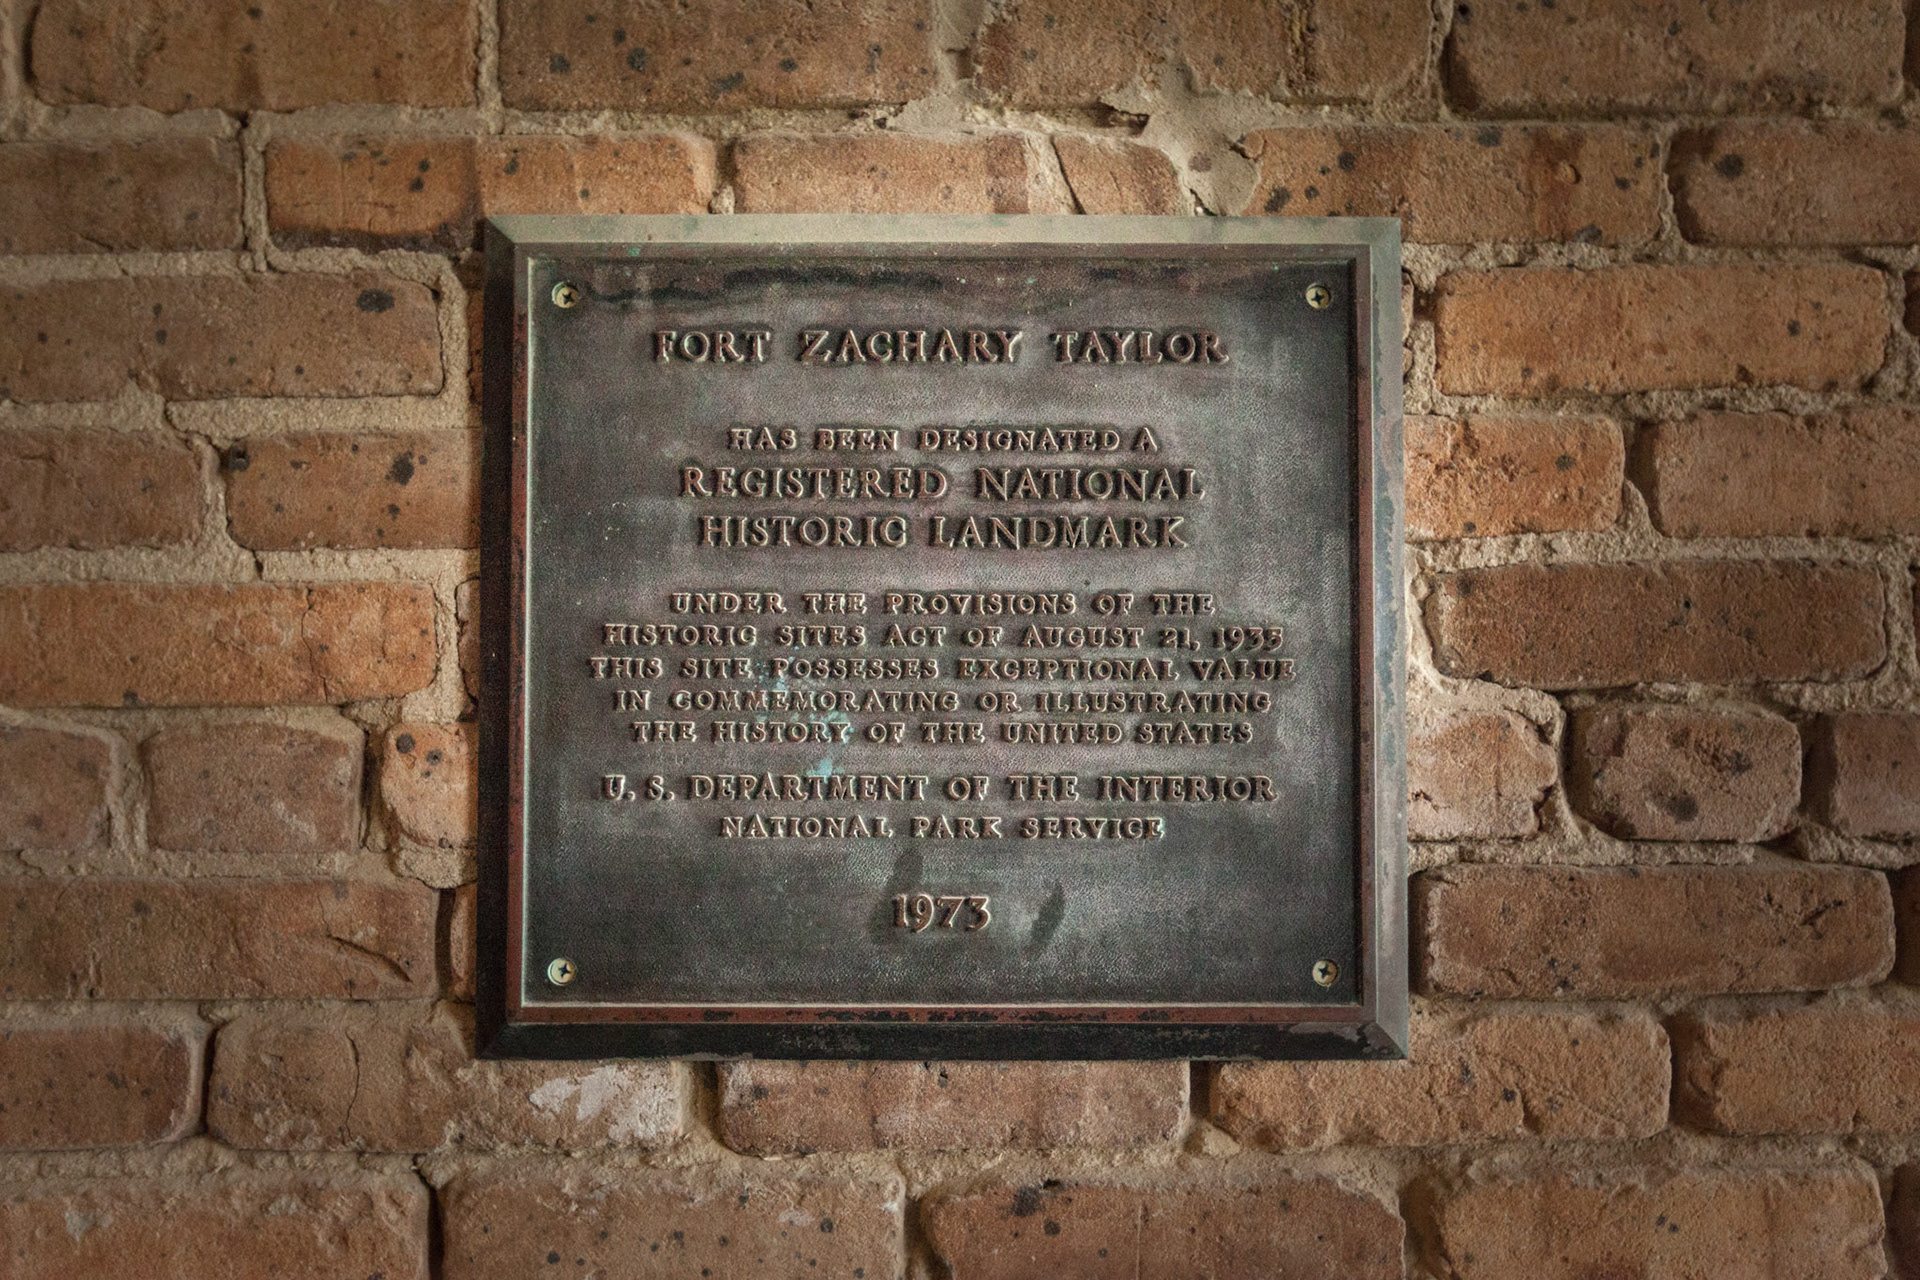 FORT ZACHARY TAYLOR
HAS BEEN DESIGNATED A
REGISTERED NATIONAL
HISTORIC LANDMARK
UNDER THE PROVISIONS OF THE
HISTORIC SITES ACT OF AUGUST 21, 1935
THIS SITE POSSESSES EXCEPTIONAL VALUE
IN COMMEMORATING OR ILLUSTRATING
THE HISTORY OF THE UNITED STATES
U. S. DEPARTMENT OF THE INTERIOR
NATIONAL PARK SERVICE
1973